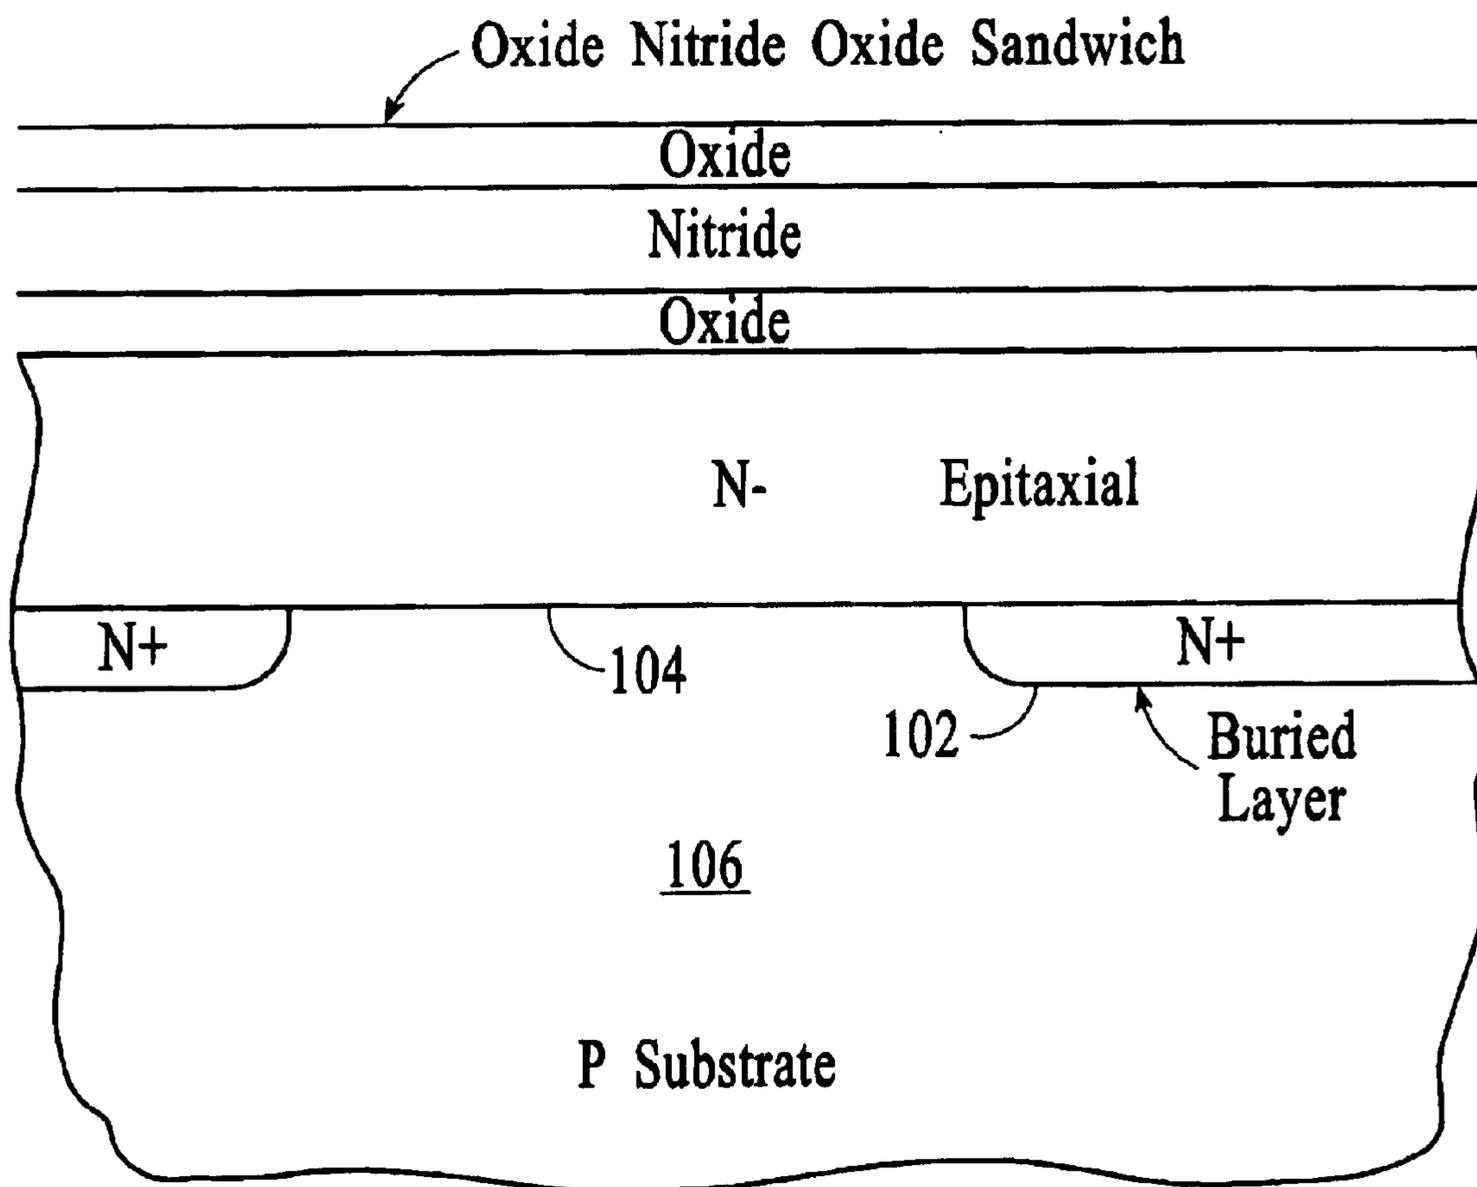 Oxide Nitride Oxide Sandwich
Oxide
Nitride
Oxide
N- Epitaxial
N+
N+
104
102
Buried
Layer
106
P Substrate